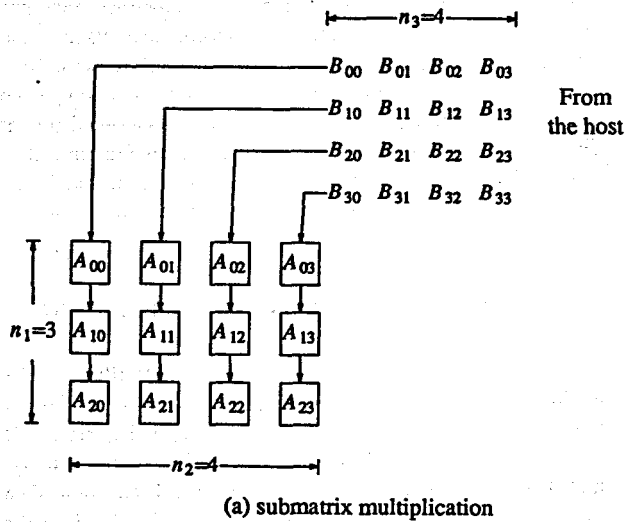 n₃=4
B₀₀ B₀₁ B₀₂ B₀₃
B₁₀ B₁₁ B₁₂ B₁₃
From
the host
B₂₀ B₂₁ B₂₂ B₂₃
B₃₀ B₃₁ B₃₂ B₃₃
A₀₀ A₀₁ A₀₂ A₀₃
n₁=3
A₁₀ A₁₁ A₁₂ A₁₃
A₂₀ A₂₁ A₂₂ A₂₃
n₂=4
(a) submatrix multiplication